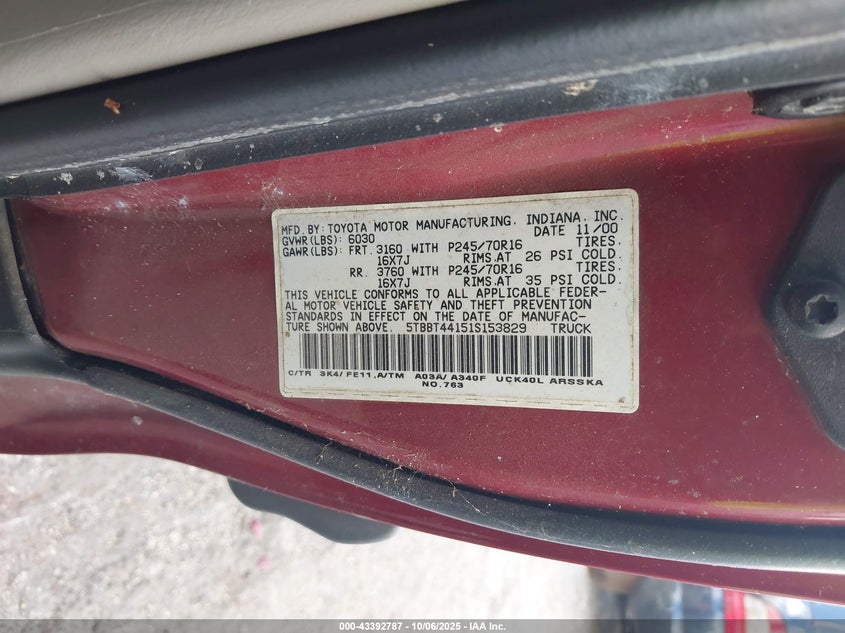 MFD. BY: TOYOTA MOTOR MANUFACTURING. INDIANA. INC.
GVWR(LBS): 6030 DATE 11/00
GAWR(LBS): FRT. 3160 WITH P245/70R16 TIRES.
16X7J RIMS.AT 26 PSI COLD.
RR. 3760 WITH P245/70R16 TIRES.
16X7J RIMS.AT 35 PSI COLD.
THIS VEHICLE CONFORMS TO ALL APPLICABLE FEDER-
AL MOTOR VEHICLE SAFETY AND THEFT PREVENTION
STANDARDS IN EFFECT ON THE DATE OF MANUFAC-
TURE SHOWN ABOVE. 5TBBT44151S153829 TRUCK
C/TR 3K4/ FE11.A/TM A03A/ A340F UCK40L ARSSKA
NO.763
000-43392787 - 10/06/2025 - IAA Inc.